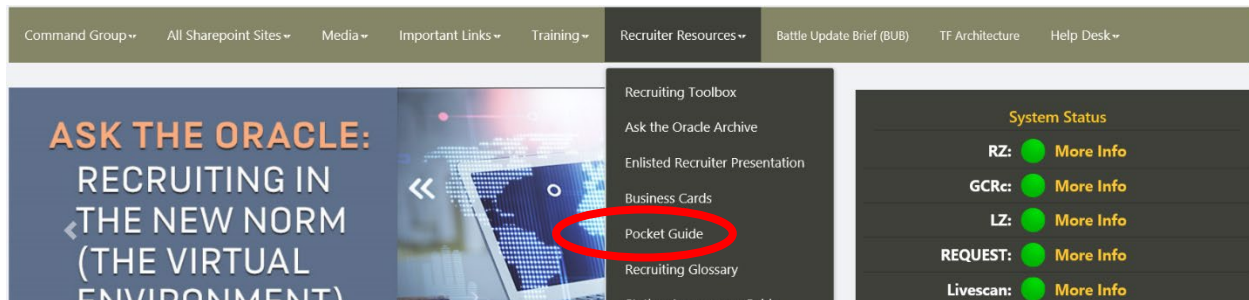 Command Group All Sharepoint Sites Media Important Links Training Recruiter Resources Battle Update Brief (BUB) TF Architecture Help Desk
ASK THE ORACLE:
RECRUITING IN
THE NEW NORM
(THE VIRTUAL
ENVIRONMENT)
Recruiting Toolbox
Ask the Oracle Archive
Enlisted Recruiter Presentation
Business Cards
Pocket Guide
Recruiting Glossary
System Status
RZ: More Info
GCRc: More Info
LZ: More Info
REQUEST: More Info
Livescan: More Info